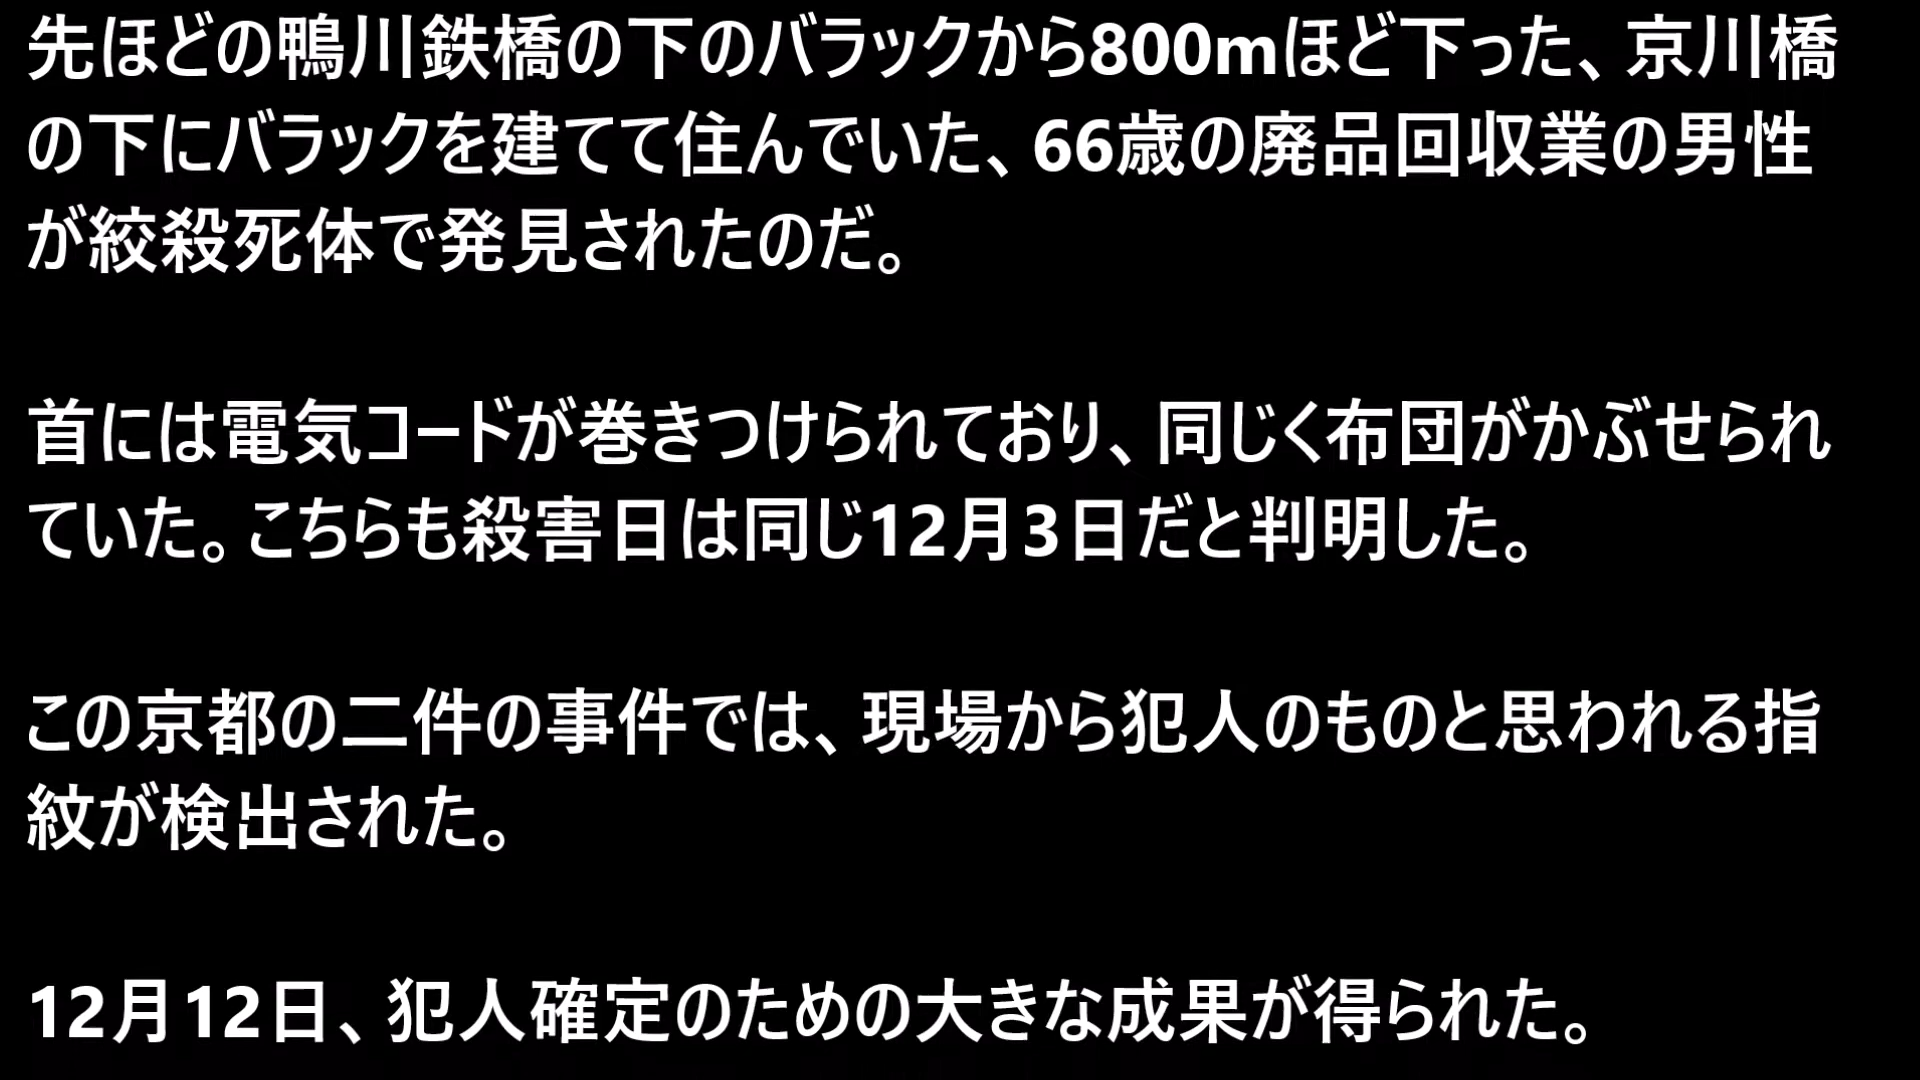 先ほどの鴨川鉄橋の下のバラックから800mほど下った、京川橋
の下にバラックを建てて住んでいた、66歳の廃品回収業の男性
が絞殺死体で発見されたのだ。
首には電気コードが巻きつけられており、同じく布団がかぶせられ
ていた。こちらも殺害日は同じ12月3日だと判明した。
この京都の二件の事件では、現場から犯人のものと思われる指
紋が検出された。
12月12日、犯人確定のための大きな成果が得られた。